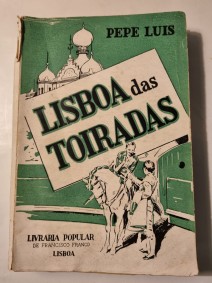 PEPE LUIS
LISBOA das
TOIRADAS
LIVRARIA POPULAR
DE FRANCISCO FRANCO
LISBOA